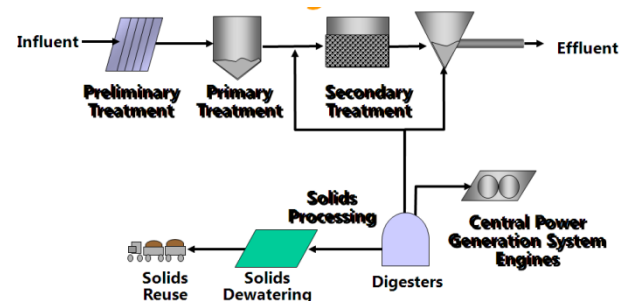 Influent
Effluent
Preliminary
Treatment
Primary
Treatment
Secondary
Treatment
Solids
Processing
Central Power
Generation System
Engines
Solids
Reuse
Solids
Dewatering
Digesters